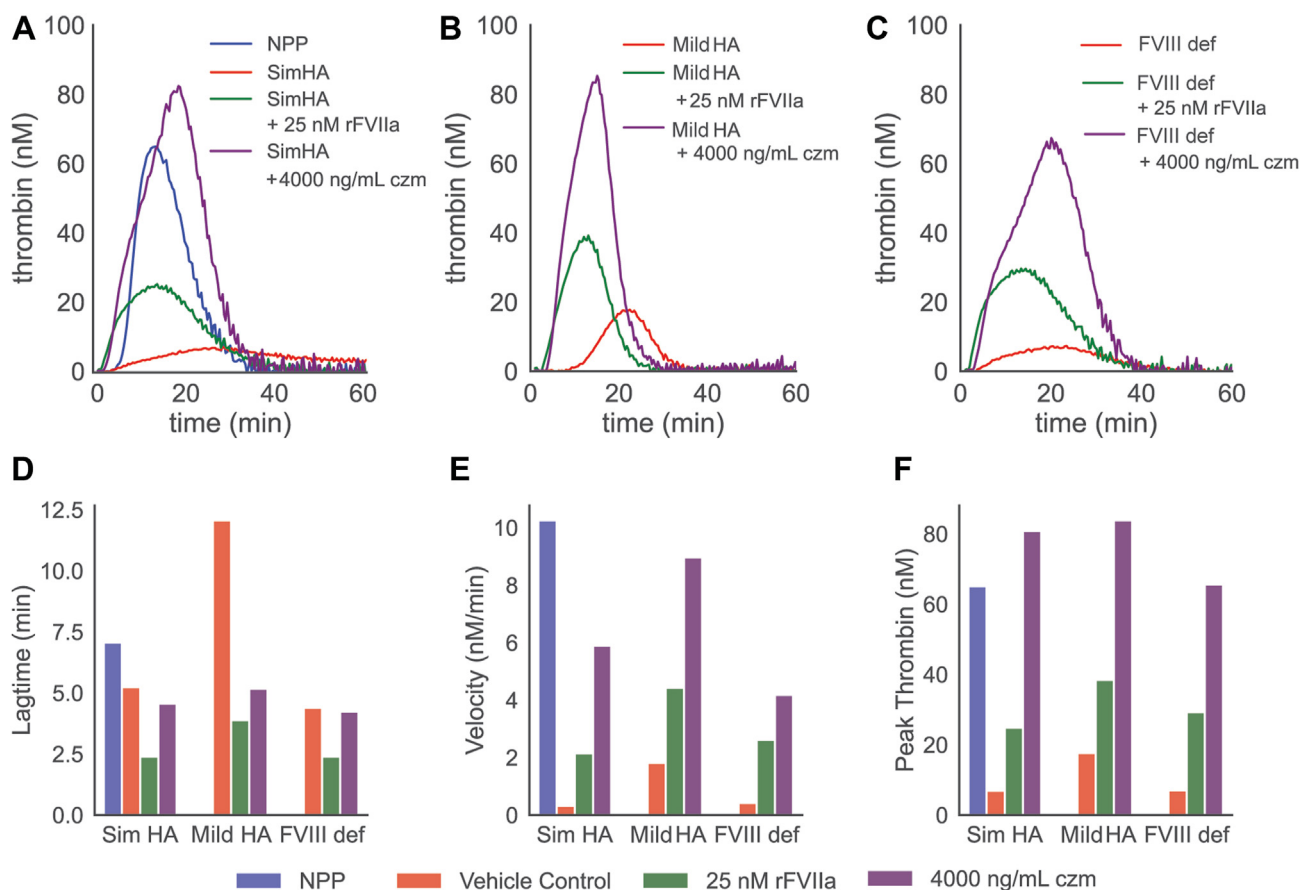 A
thrombin (nM)
100
80
60
40
20
0
0
20
40
60
time (min)
NPP
SimHA
SimHA
+ 25 nM rFVIIa
SimHA
+4000 ng/mL czm
B
thrombin (nM)
100
80
60
40
20
0
0
20
40
60
time (min)
Mild HA
Mild HA
+25 nM rFVIIa
Mild HA
+ 4000 ng/mL czm
C
thrombin (nM)
100
80
60
40
20
0
0
20
40
60
time (min)
FVIII def
FVIII def
+ 25 nM rFVIIa
FVIII def
+ 4000 ng/mL czm
D
Lagtime (min)
12.5
10.0
7.5
5.0
2.5
0.0
Sim HA Mild HA FVIII def
E
Velocity (nM/min)
10
8
6
4
2
0
Sim HA Mild HA FVIII def
F
Peak Thrombin (nM)
80
60
40
20
0
Sim HA Mild HA FVIII def
NPP Vehicle Control 25 nM rFVIIa 4000 ng/mL czm